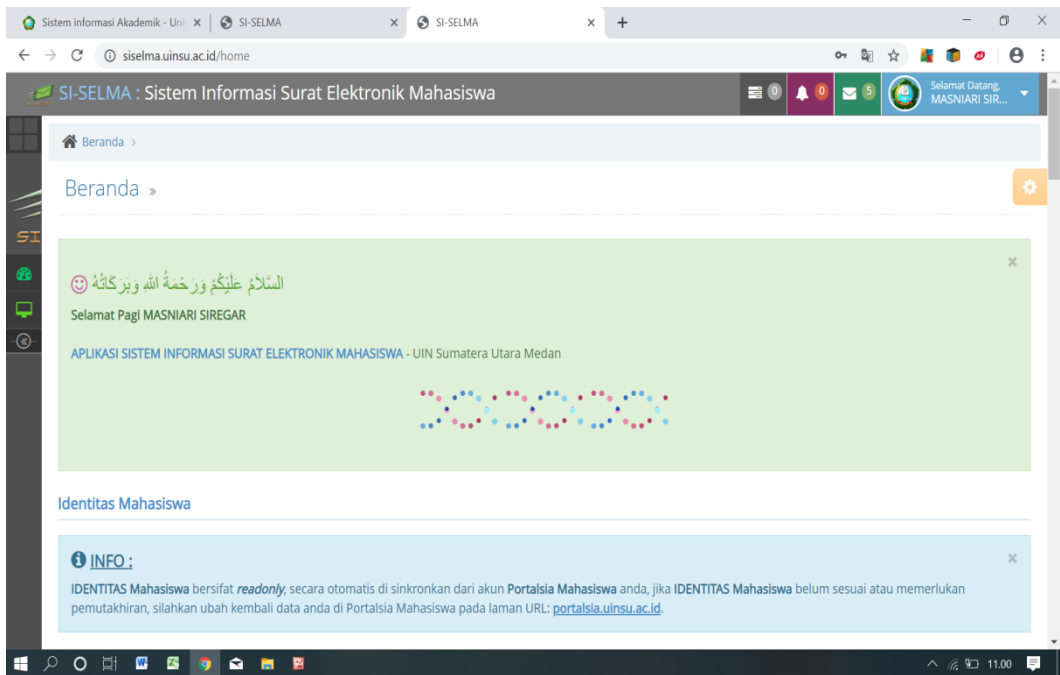 Sistem informasi Akademik - Uni
SI-SELMA
SI-SELMA
siselma.uinsu.ac.id/home
SI-SELMA : Sistem Informasi Surat Elektronik Mahasiswa
0
0
5
Selamat Datang,
MASNIARI SIR...
Beranda >
Beranda »
SI
السَّلاَمُ عَلَيْكُمْ وَرَحْمَةُ اللهِ وَبَرَكَاتُهُ
Selamat Pagi MASNIARI SIREGAR
APLIKASI SISTEM INFORMASI SURAT ELEKTRONIK MAHASISWA - UIN Sumatera Utara Medan
Identitas Mahasiswa
INFO :
IDENTITAS Mahasiswa bersifat readonly, secara otomatis di sinkronkan dari akun Portalsia Mahasiswa anda, jika IDENTITAS Mahasiswa belum sesuai atau memerlukan
pemutakhiran, silahkan ubah kembali data anda di Portalsia Mahasiswa pada laman URL: portalsia.uinsu.ac.id.
11.00